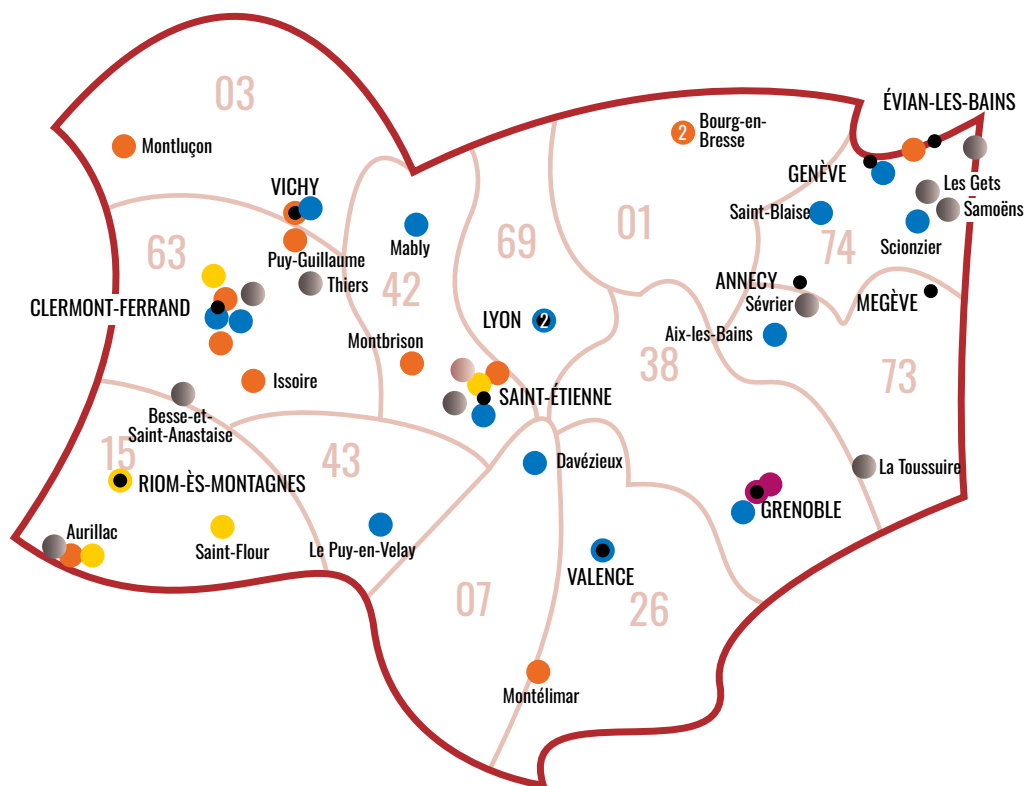 03
ÉVIAN-LES-BAINS
2
Bourg-en-
Bresse
Montluçon
GENÈVE
Les Gets
VICHY
Saint-Blaise
Samoëns
01
69
Mably
74
Scionzier
63
Puy-Guillaume
Thiers
42
ANNECY
MEGÈVE
Sévrier
CLERMONT-FERRAND
LYON
2
Aix-les-Bains
Montbrison
38
73
Issoire
SAINT-ÉTIENNE
Besse-et-
Saint-Anastaise
15
43
Davézieux
La Toussuire
RIOM-ÈS-MONTAGNES
GRENOBLE
Aurillac
Saint-Flour
Le Puy-en-Velay
VALENCE
07
26
Montélimar